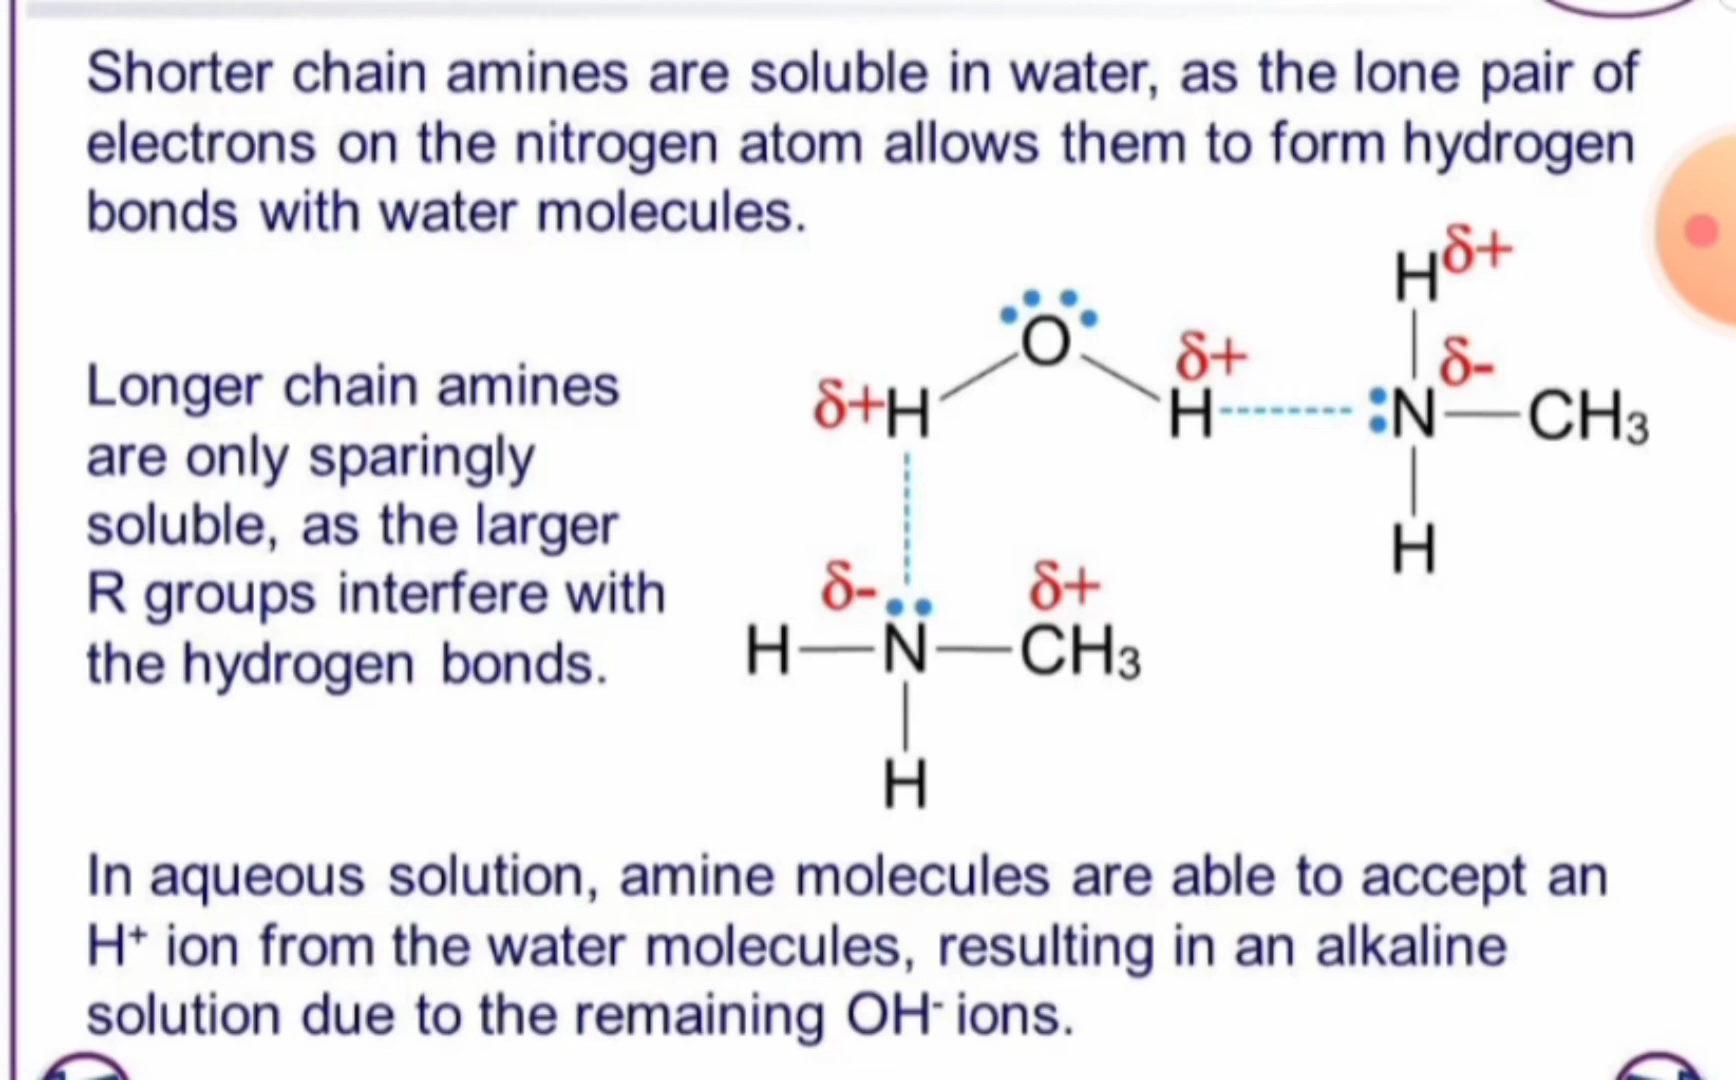 Shorter chain amines are soluble in water, as the lone pair of
electrons on the nitrogen atom allows them to form hydrogen
bonds with water molecules.
Longer chain amines
are only sparingly
soluble, as the larger
R groups interfere with
the hydrogen bonds.
H δ+
O
δ+
δ-
δ+H
H :N—CH₃
H
δ- δ+
H—N—CH₃
H
In aqueous solution, amine molecules are able to accept an
H⁺ ion from the water molecules, resulting in an alkaline
solution due to the remaining OH⁻ ions.